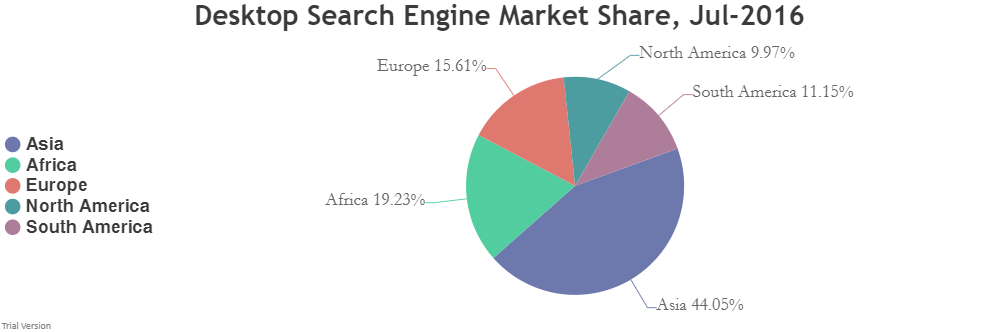 Desktop Search Engine Market Share, Jul-2016
North America 9.97%
Europe 15.61%
South America 11.15%
Asia
Africa
Europe
North America
South America
Africa 19.23%
Asia 44.05%
Trial Version